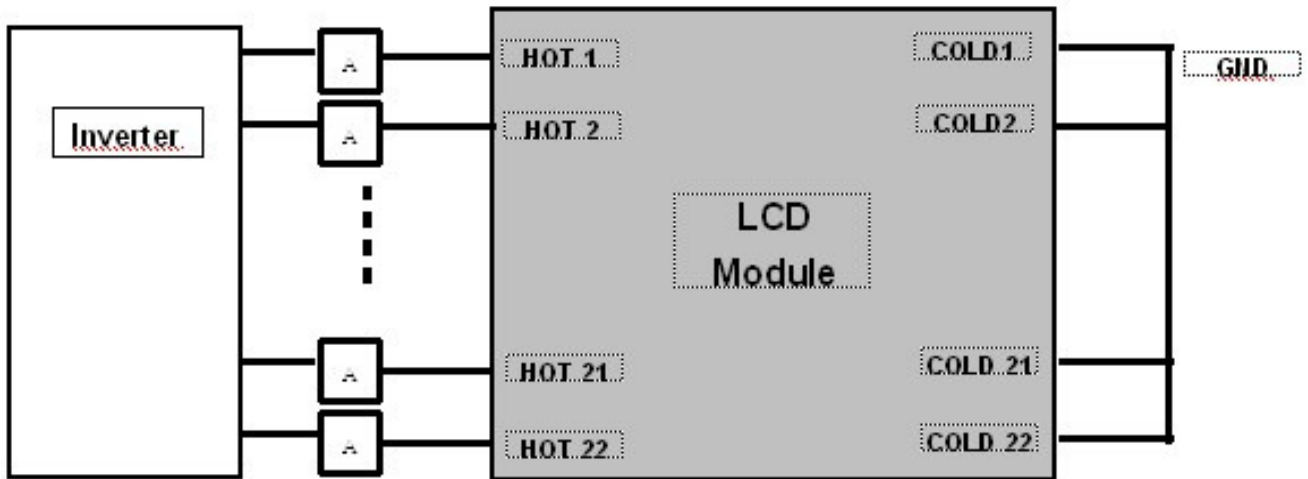 Inverter
A
A
A
A
HOT 1
HOT 2
HOT 21
HOT 22
LCD
Module
COLD1
COLD2
COLD 21
COLD 22
GND